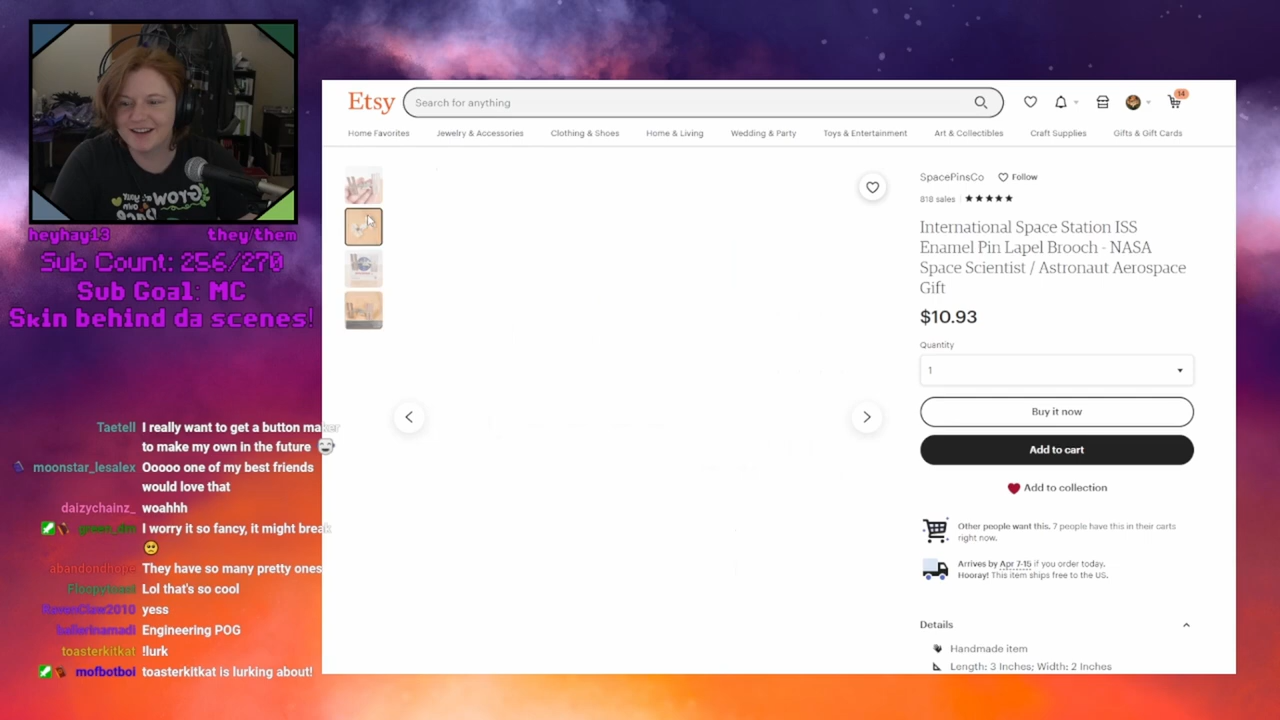 heyhay13
they/them
Sub Count: 256/270
Sub Goal: MC
Skin behind da scenes!
Taetell I really want to get a button maker
to make my own in the future
moonstar_lesalex Ooooo one of my best friends
would love that
daizychainz_ woahhh
green_dm I worry it so fancy, it might break
abandondhope They have so many pretty ones
Lol that's so cool
RavenClaw2010 yess
ballerinamadi Engineering POG
toasterkitkat !lurk
mofbotboi toasterkitkat is lurking about!
Etsy
Search for anything
14
Home Favorites
Jewelry & Accessories
Clothing & Shoes
Home & Living
Wedding & Party
Toys & Entertainment
Art & Collectibles
Craft Supplies
Gifts & Gift Cards
SpacePinsCo
Follow
818 sales
International Space Station ISS
Enamel Pin Lapel Brooch - NASA
Space Scientist / Astronaut Aerospace
Gift
$10.93
Quantity
1
Buy it now
Add to cart
Add to collection
Other people want this. 7 people have this in their carts
right now.
Arrives by Apr 7-15 if you order today.
Hooray! This item ships free to the US.
Details
Handmade item
Length: 3 Inches; Width: 2 Inches